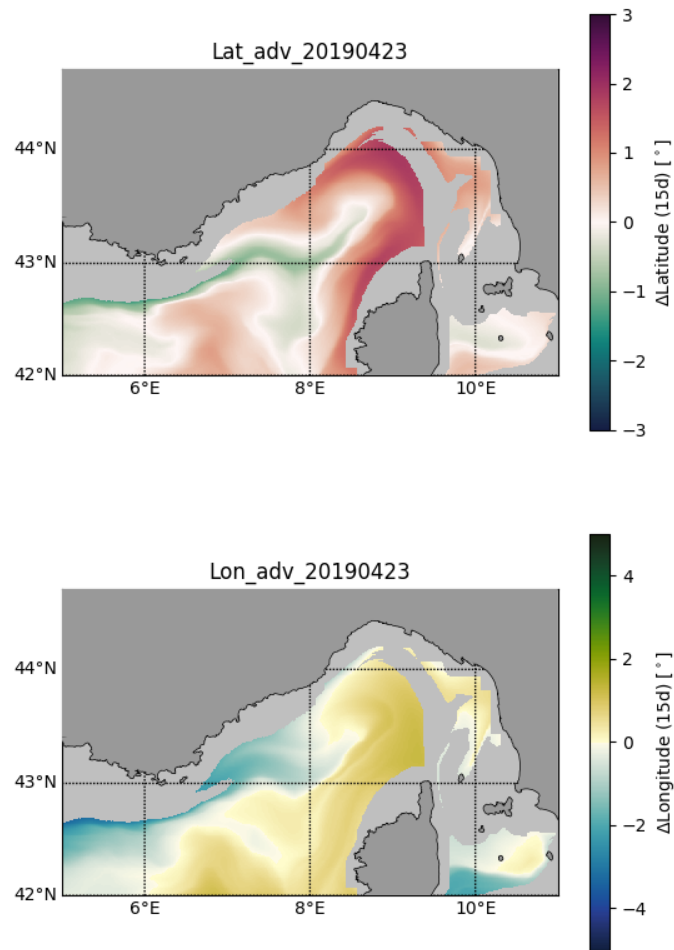 Lat_adv_20190423
44°N
43°N
42°N
6°E
8°E
10°E
3
2
1
0
−1
−2
−3
ΔLatitude (15d) [°]
Lon_adv_20190423
44°N
43°N
42°N
6°E
8°E
10°E
4
2
0
−2
−4
ΔLongitude (15d) [°]